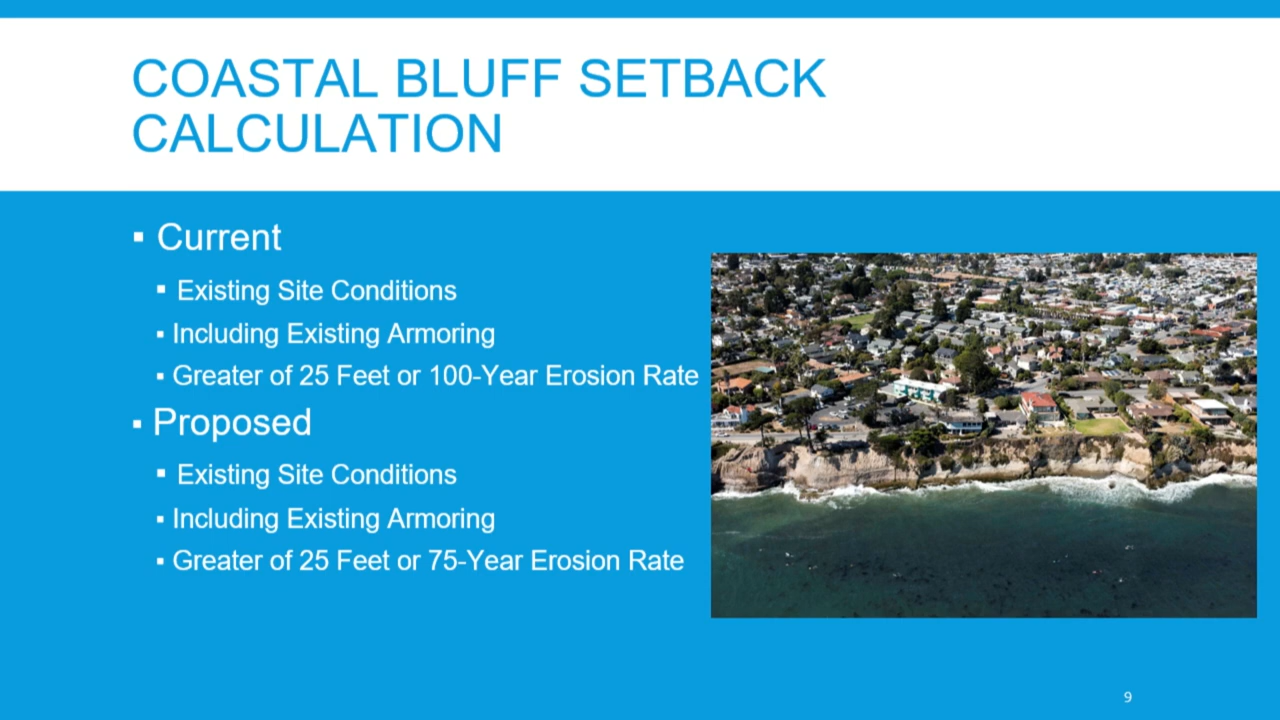 COASTAL BLUFF SETBACK
CALCULATION
▪ Current
▪ Existing Site Conditions
▪ Including Existing Armoring
▪ Greater of 25 Feet or 100-Year Erosion Rate
▪ Proposed
▪ Existing Site Conditions
▪ Including Existing Armoring
▪ Greater of 25 Feet or 75-Year Erosion Rate
9